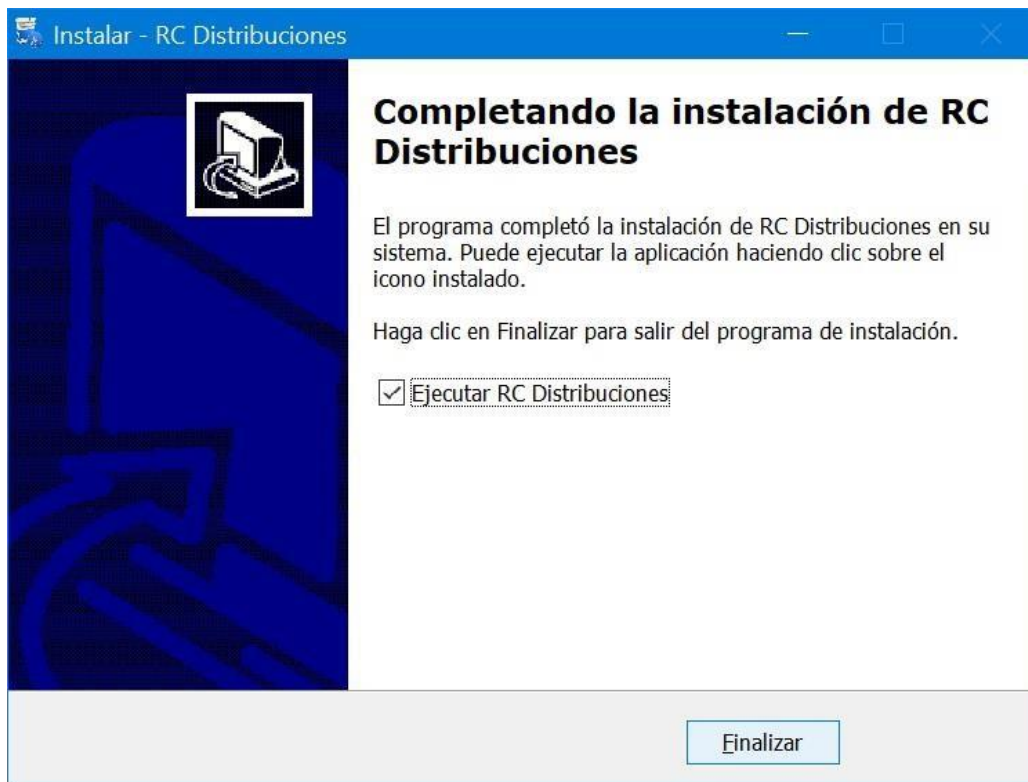 Instalar - RC Distribuciones
Completando la instalación de RC
Distribuciones
El programa completó la instalación de RC Distribuciones en su
sistema. Puede ejecutar la aplicación haciendo clic sobre el
icono instalado.
Haga clic en Finalizar para salir del programa de instalación.
Ejecutar RC Distribuciones
Finalizar